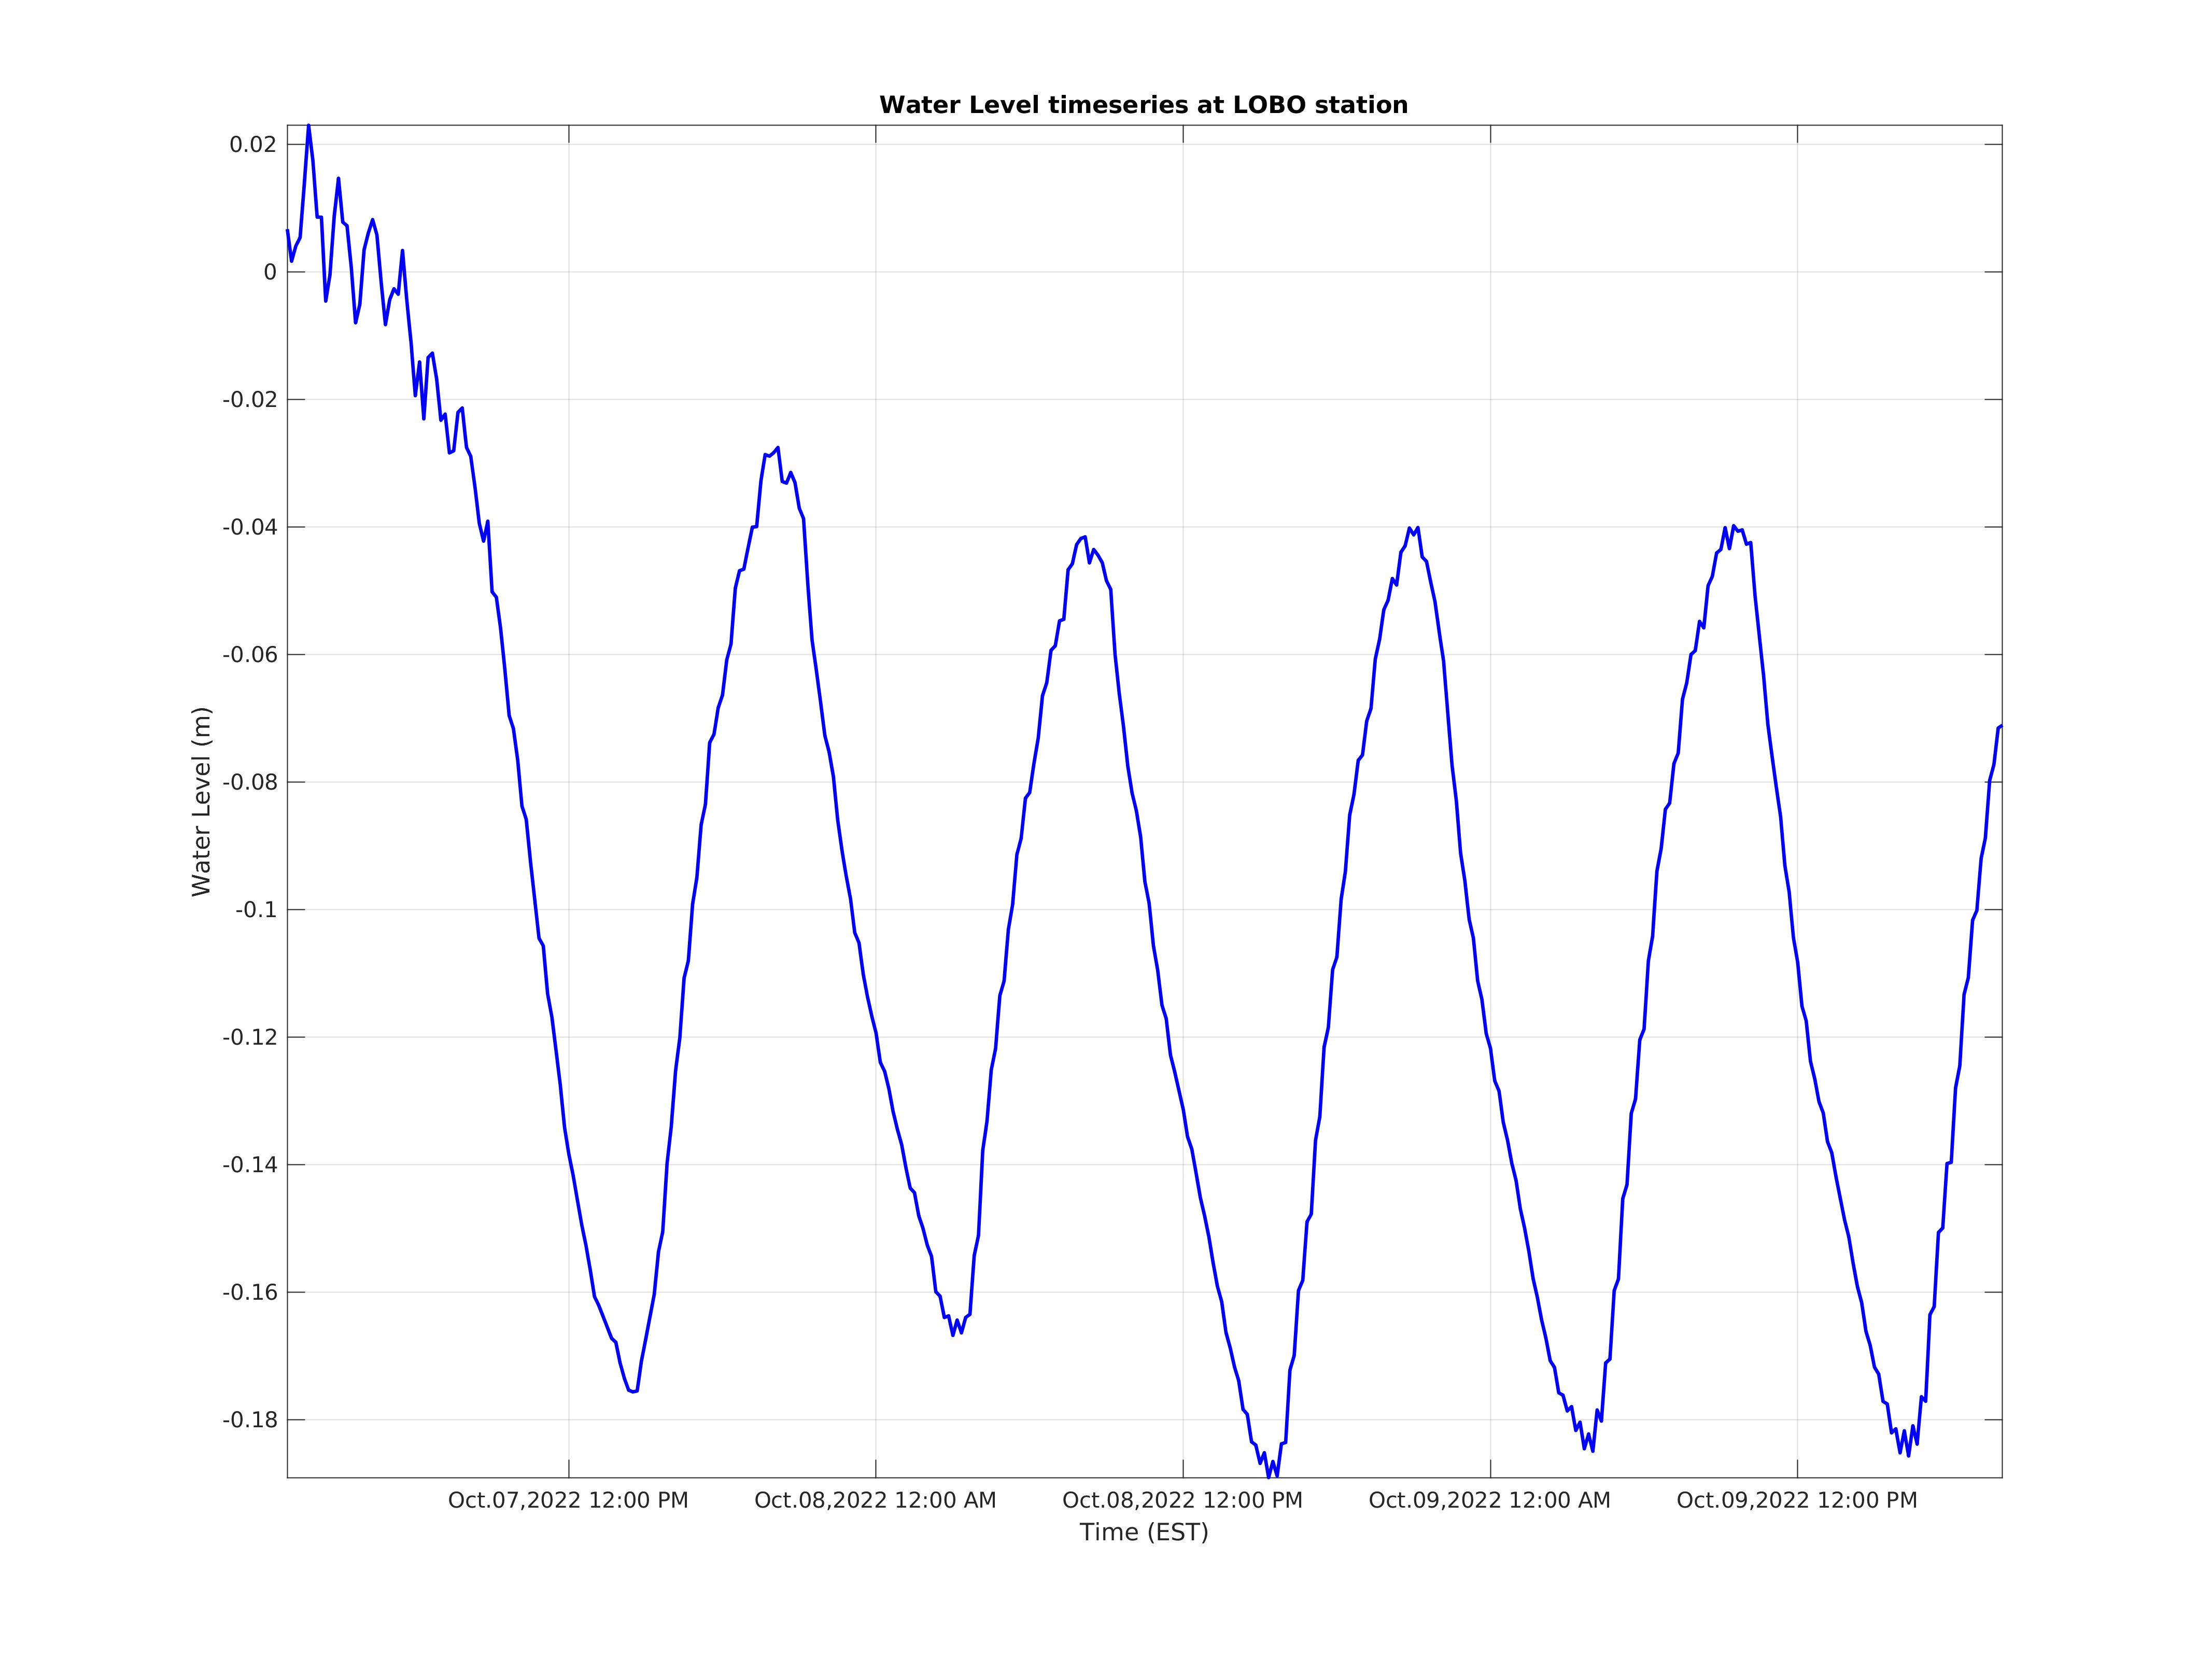 Water Level timeseries at LOBO station
0.02
0
-0.02
-0.04
-0.06
-0.08
-0.1
-0.12
-0.14
-0.16
-0.18
Water Level (m)
Oct.07,2022 12:00 PM
Oct.08,2022 12:00 AM
Oct.08,2022 12:00 PM
Oct.09,2022 12:00 AM
Oct.09,2022 12:00 PM
Time (EST)